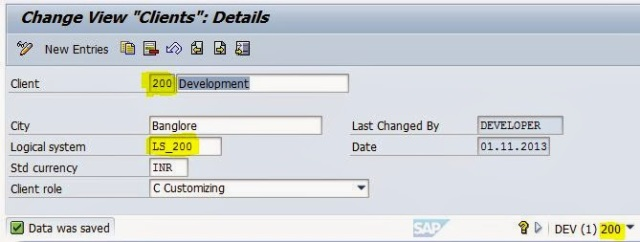 Change View "Clients": Details
New Entries
Client 200 Development
City Banglore Last Changed By DEVELOPER
Logical system LS_200 Date 01.11.2013
Std currency INR
Client role C Customizing
Data was saved SAP DEV (1) 200